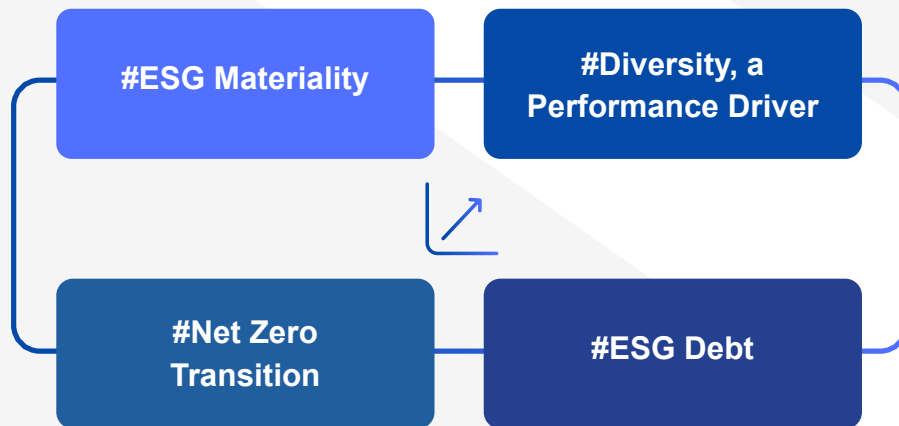 #ESG Materiality
#Diversity, a
Performance Driver
#Net Zero
Transition
#ESG Debt